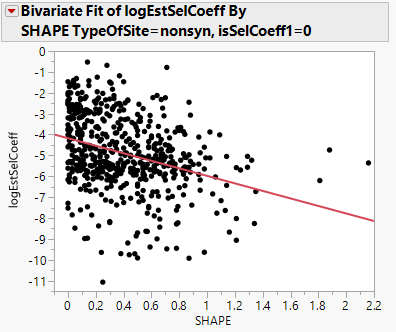 Bivariate Fit of logEstSelCoeff By
SHAPE TypeOfSite=nonsyn, isSelCoeff1=0
0
-1
-2
-3
-4
-5
-6
-7
-8
-9
-10
-11
logEstSelCoeff
0 0.2 0.4 0.6 0.8 1 1.2 1.4 1.6 1.8 2 2.2
SHAPE